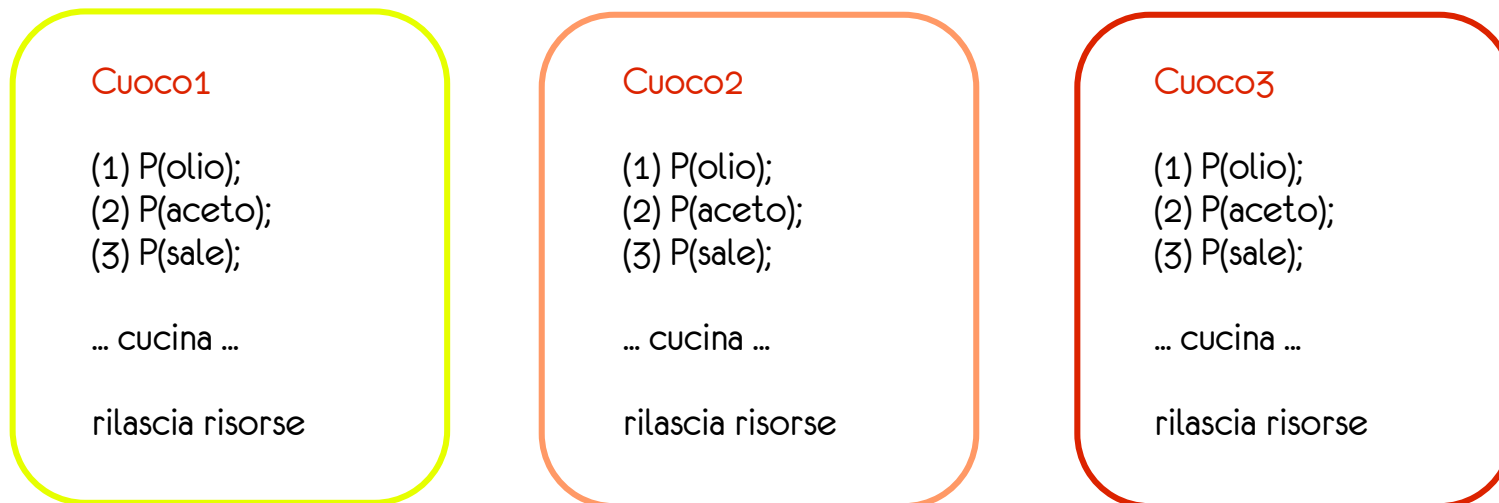 Cuoco1
(1) P(olio);
(2) P(aceto);
(3) P(sale);
... cucina ...
rilascia risorse
Cuoco2
(1) P(olio);
(2) P(aceto);
(3) P(sale);
... cucina ...
rilascia risorse
Cuoco3
(1) P(olio);
(2) P(aceto);
(3) P(sale);
... cucina ...
rilascia risorse